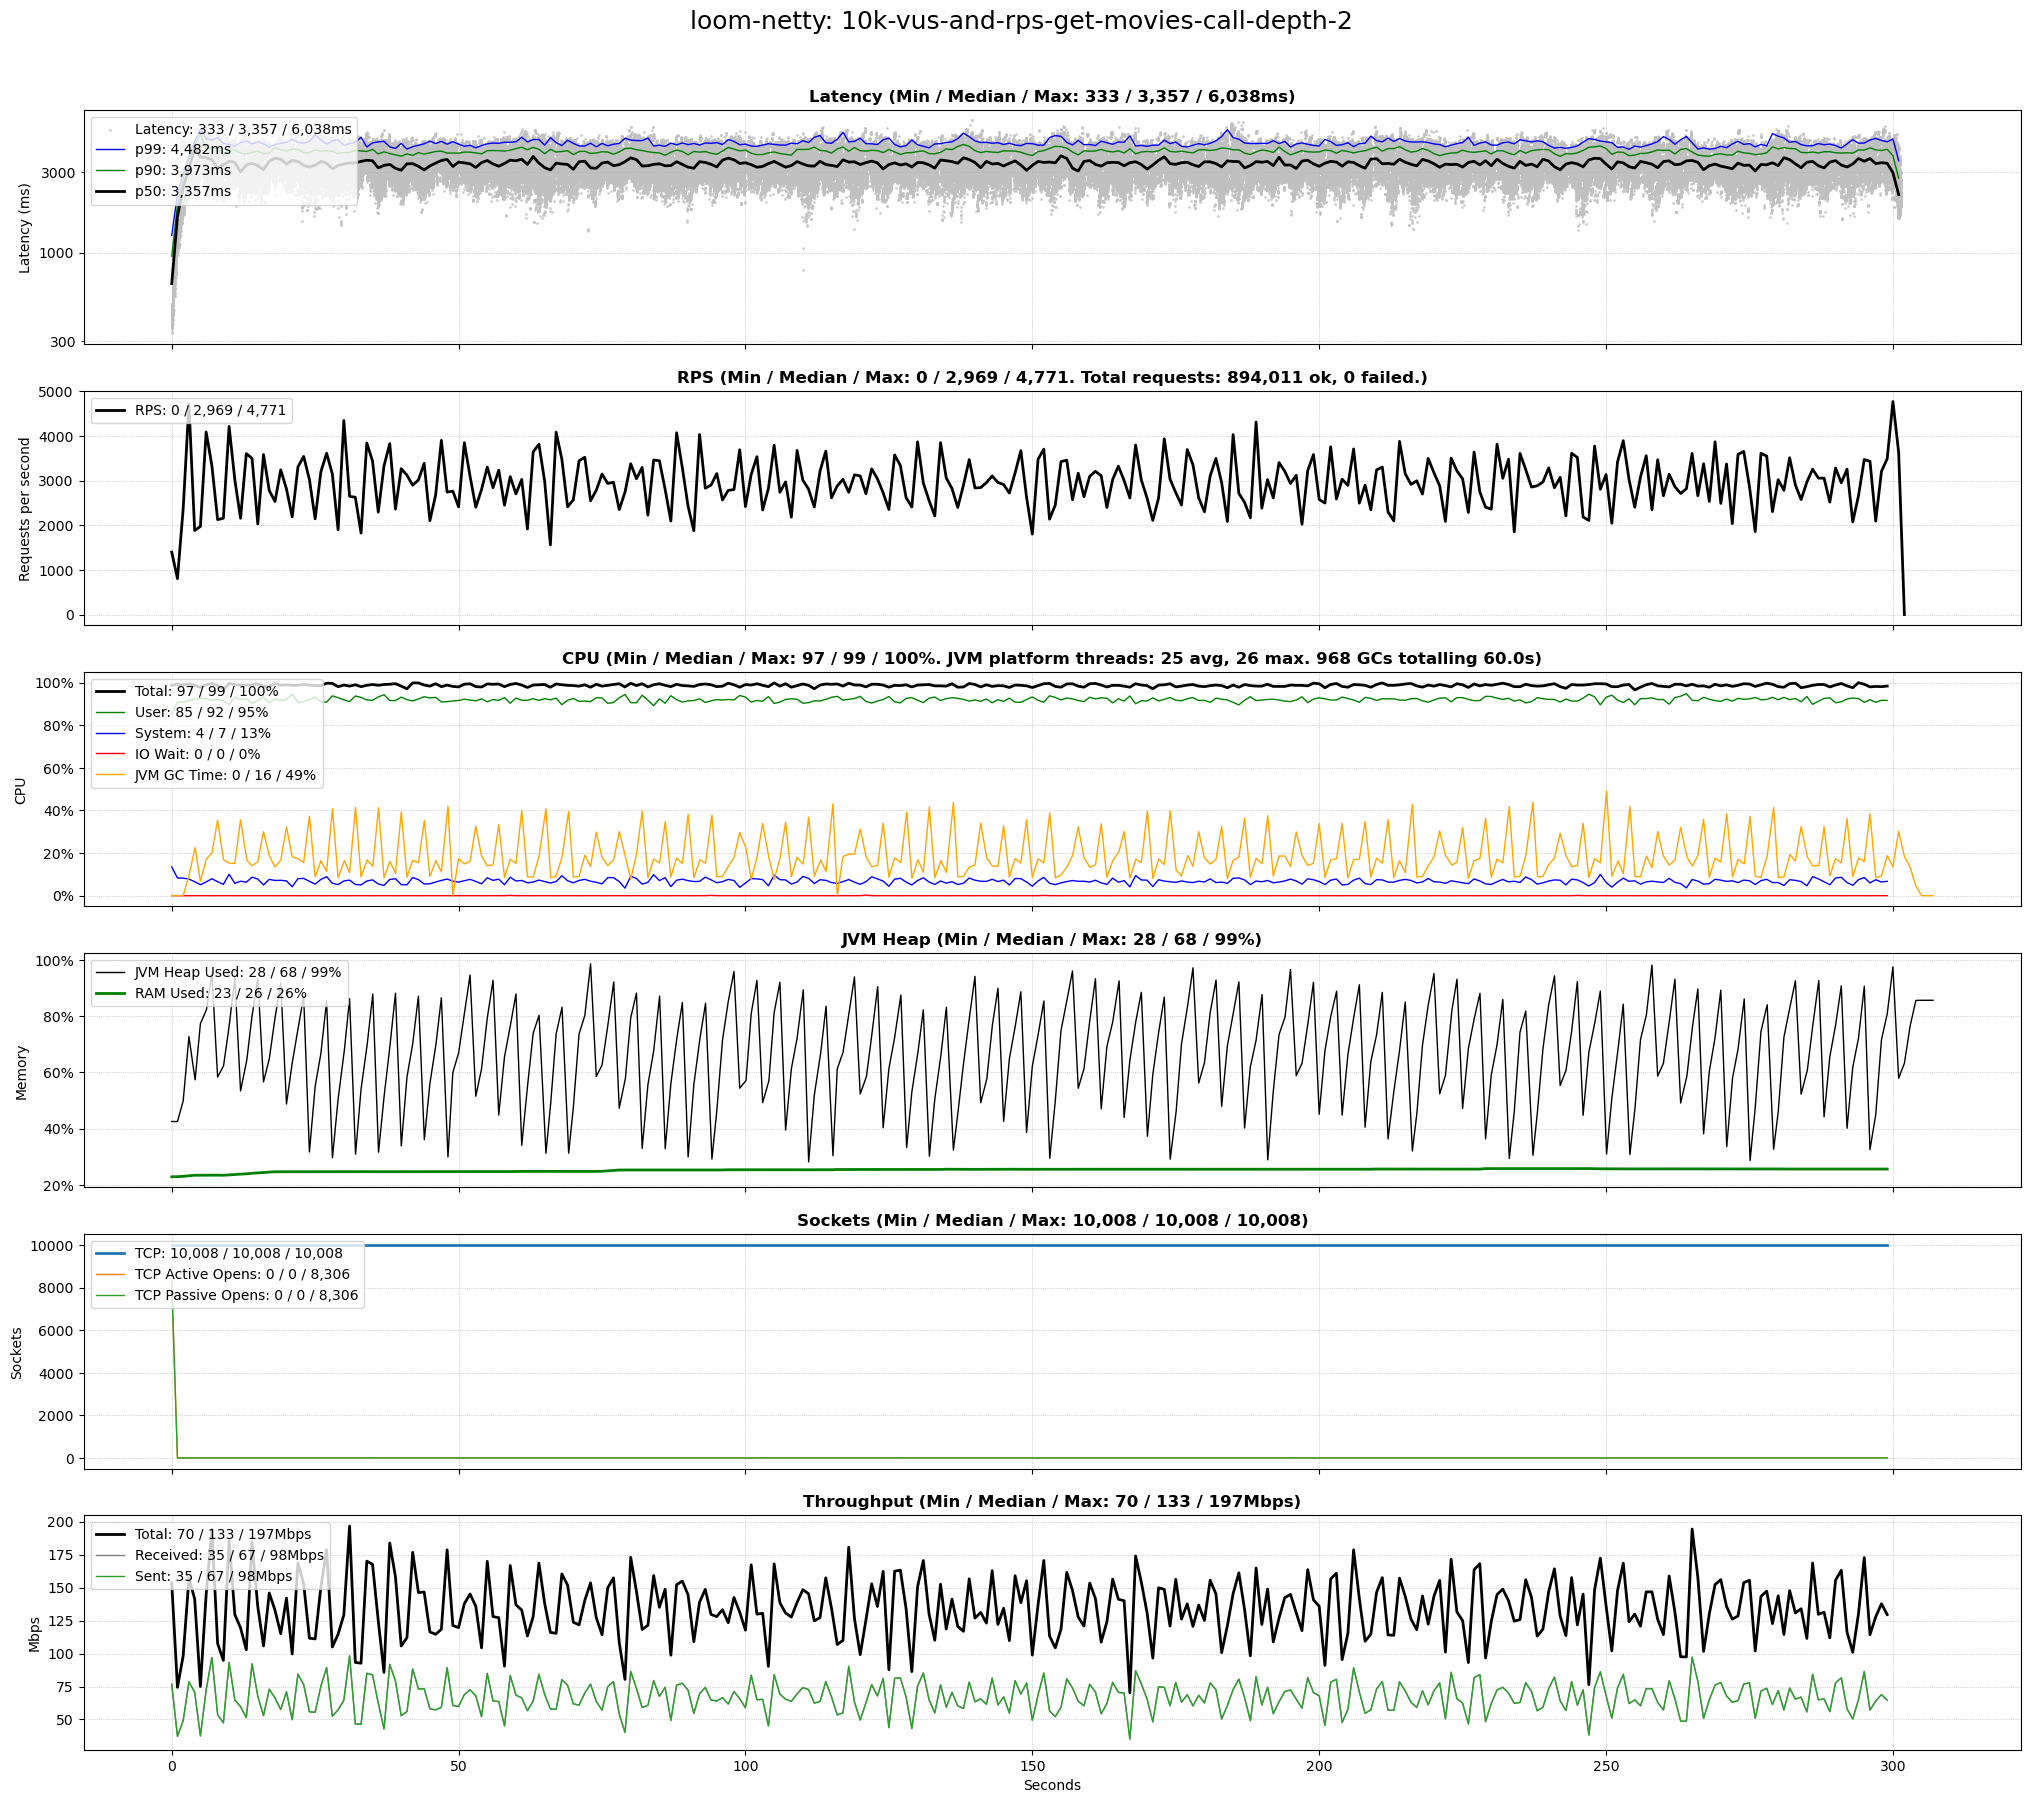 loom-netty: 10k-vus-and-rps-get-movies-call-depth-2
Latency (Min / Median / Max: 333 / 3,357 / 6,038ms)
Latency: 333 / 3,357 / 6,038ms
p99: 4,482ms
p90: 3,973ms
p50: 3,357ms
Latency (ms)
3000
1000
300
RPS (Min / Median / Max: 0 / 2,969 / 4,771. Total requests: 894,011 ok, 0 failed.)
RPS: 0 / 2,969 / 4,771
Requests per second
5000
4000
3000
2000
1000
0
CPU (Min / Median / Max: 97 / 99 / 100%. JVM platform threads: 25 avg, 26 max. 968 GCs totalling 60.0s)
Total: 97 / 99 / 100%
User: 85 / 92 / 95%
System: 4 / 7 / 13%
IO Wait: 0 / 0 / 0%
JVM GC Time: 0 / 16 / 49%
CPU
100%
80%
60%
40%
20%
0%
JVM Heap (Min / Median / Max: 28 / 68 / 99%)
JVM Heap Used: 28 / 68 / 99%
RAM Used: 23 / 26 / 26%
Memory
100%
80%
60%
40%
20%
Sockets (Min / Median / Max: 10,008 / 10,008 / 10,008)
TCP: 10,008 / 10,008 / 10,008
TCP Active Opens: 0 / 0 / 8,306
TCP Passive Opens: 0 / 0 / 8,306
Sockets
10000
8000
6000
4000
2000
0
Throughput (Min / Median / Max: 70 / 133 / 197Mbps)
Total: 70 / 133 / 197Mbps
Received: 35 / 67 / 98Mbps
Sent: 35 / 67 / 98Mbps
Mbps
200
175
150
125
100
75
50
0 50 100 150 200 250 300
Seconds